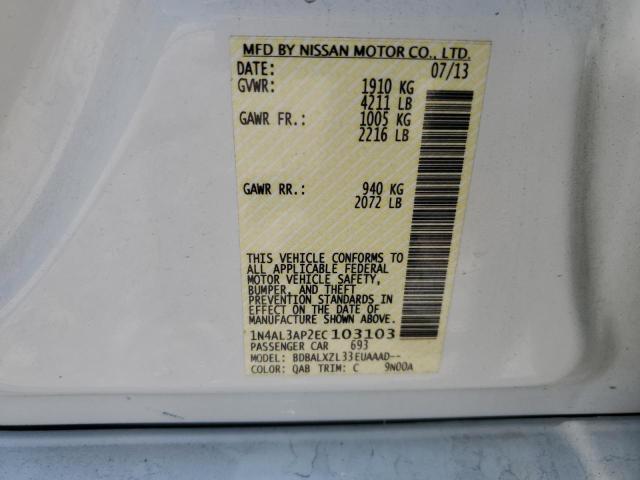 MFD BY NISSAN MOTOR CO., LTD.
DATE: 07/13
GVWR: 1910 KG
4211 LB
GAWR FR.: 1005 KG
2216 LB
GAWR RR.: 940 KG
2072 LB
THIS VEHICLE CONFORMS TO
ALL APPLICABLE FEDERAL
MOTOR VEHICLE SAFETY,
BUMPER, AND THEFT
PREVENTION STANDARDS IN
EFFECT ON THE DATE OF
MANUFACTURE SHOWN ABOVE.
1N4AL3AP2EC103103
PASSENGER CAR 693
MODEL: BDBALXZL33EUAAAD--
COLOR: QAB TRIM: C 9N00A